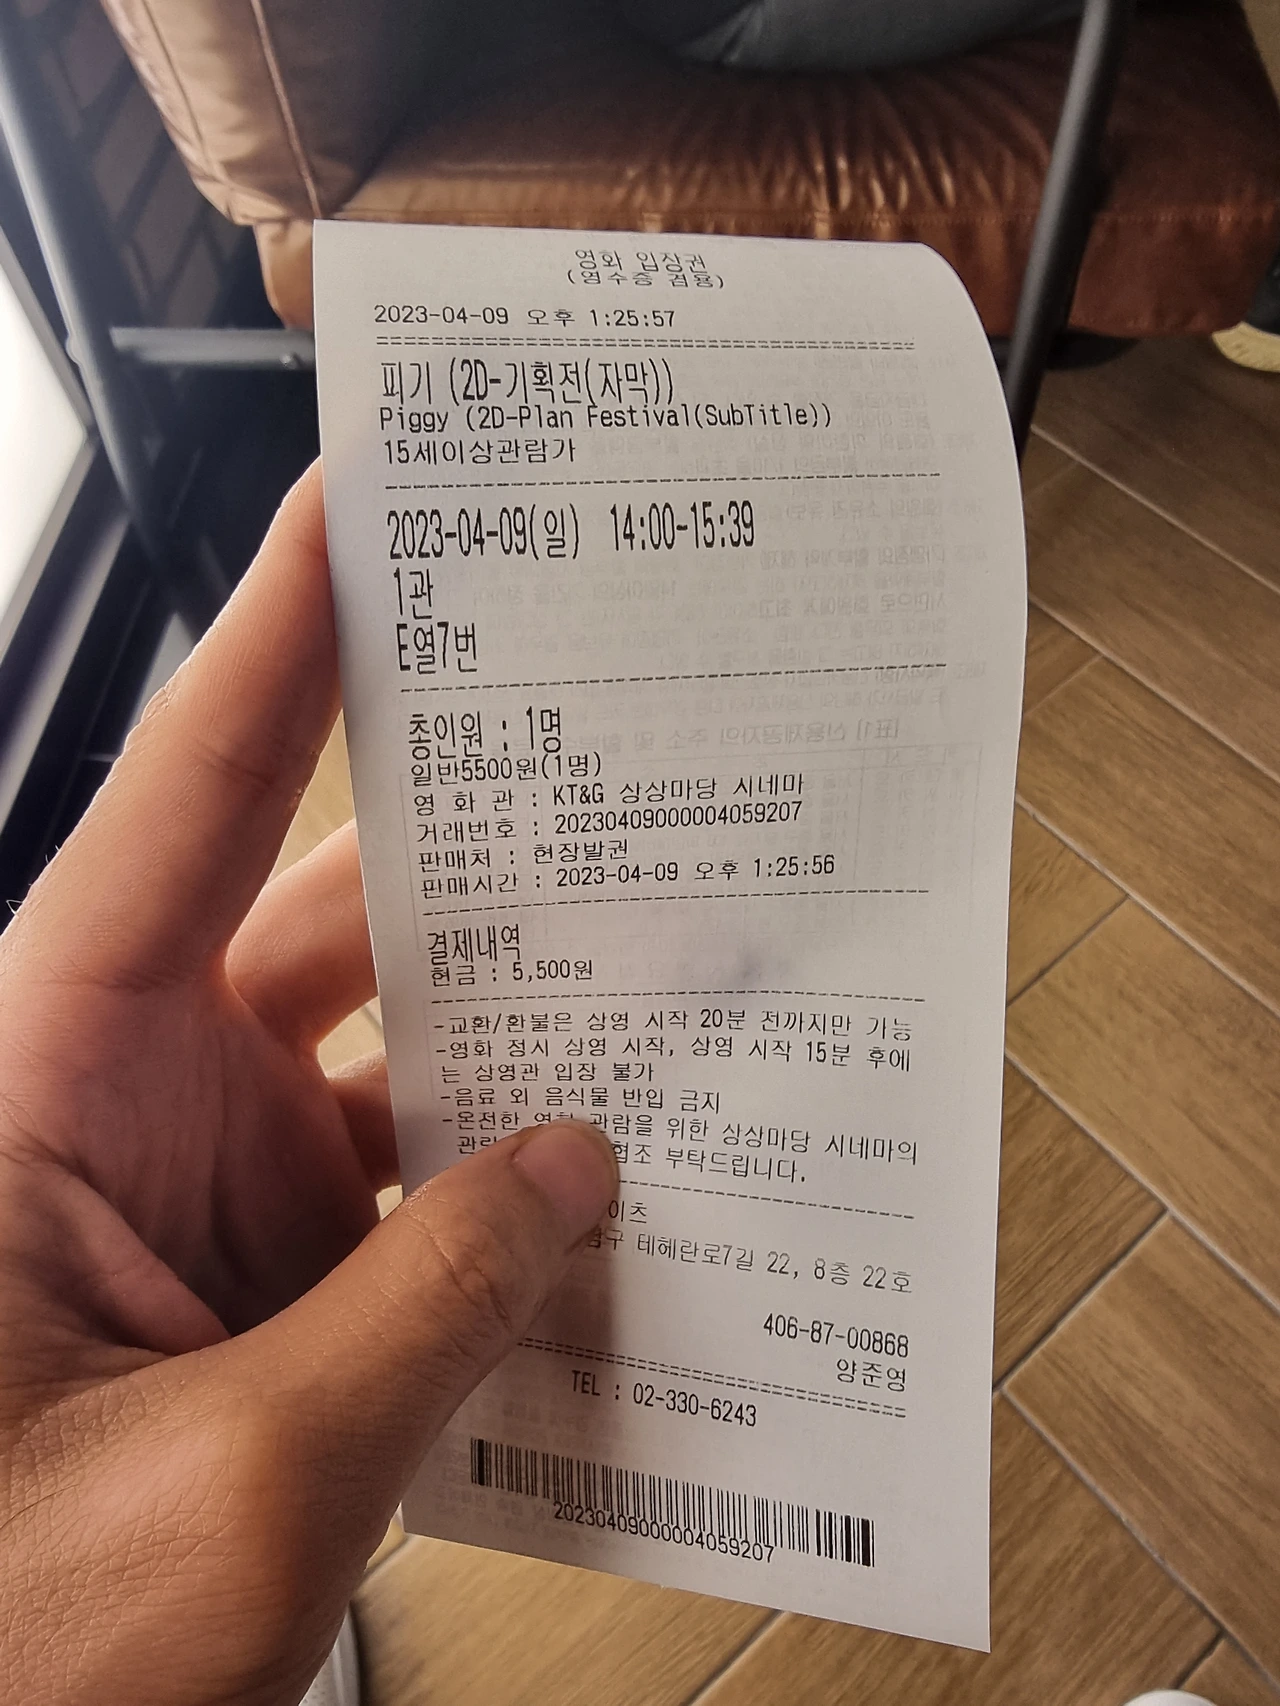 영화 입장권
(영수증 겸용)
2023-04-09 오후 1:25:57
피기 (2D-기획전(자막))
Piggy (2D-Plan Festival(SubTitle))
15세이상관람가
2023-04-09(일) 14:00-15:39
1관
E열7번
총인원 : 1명
일반5500원(1명)
영 화 관 : KT&G 상상마당 시네마
거래번호 : 20230409000004059207
판매처 : 현장발권
판매시간 : 2023-04-09 오후 1:25:56
결제내역
현금 : 5,500원
-교환/환불은 상영 시작 20분 전까지만 가능
-영화 정시 상영 시작, 상영 시작 15분 후에
는 상영관 입장 불가
-음료 외 음식물 반입 금지
-온전한 영화 관람을 위한 상상마당 시네마의
협조 부탁드립니다.
이츠
테헤란로7길 22, 8층 22호
406-87-00868
양준영
TEL : 02-330-6243
20230409000004059207